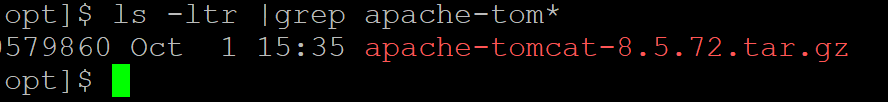 opt]$ ls -ltr |grep apache-tom*
0579860 Oct  1 15:35 apache-tomcat-8.5.72.tar.gz
opt]$